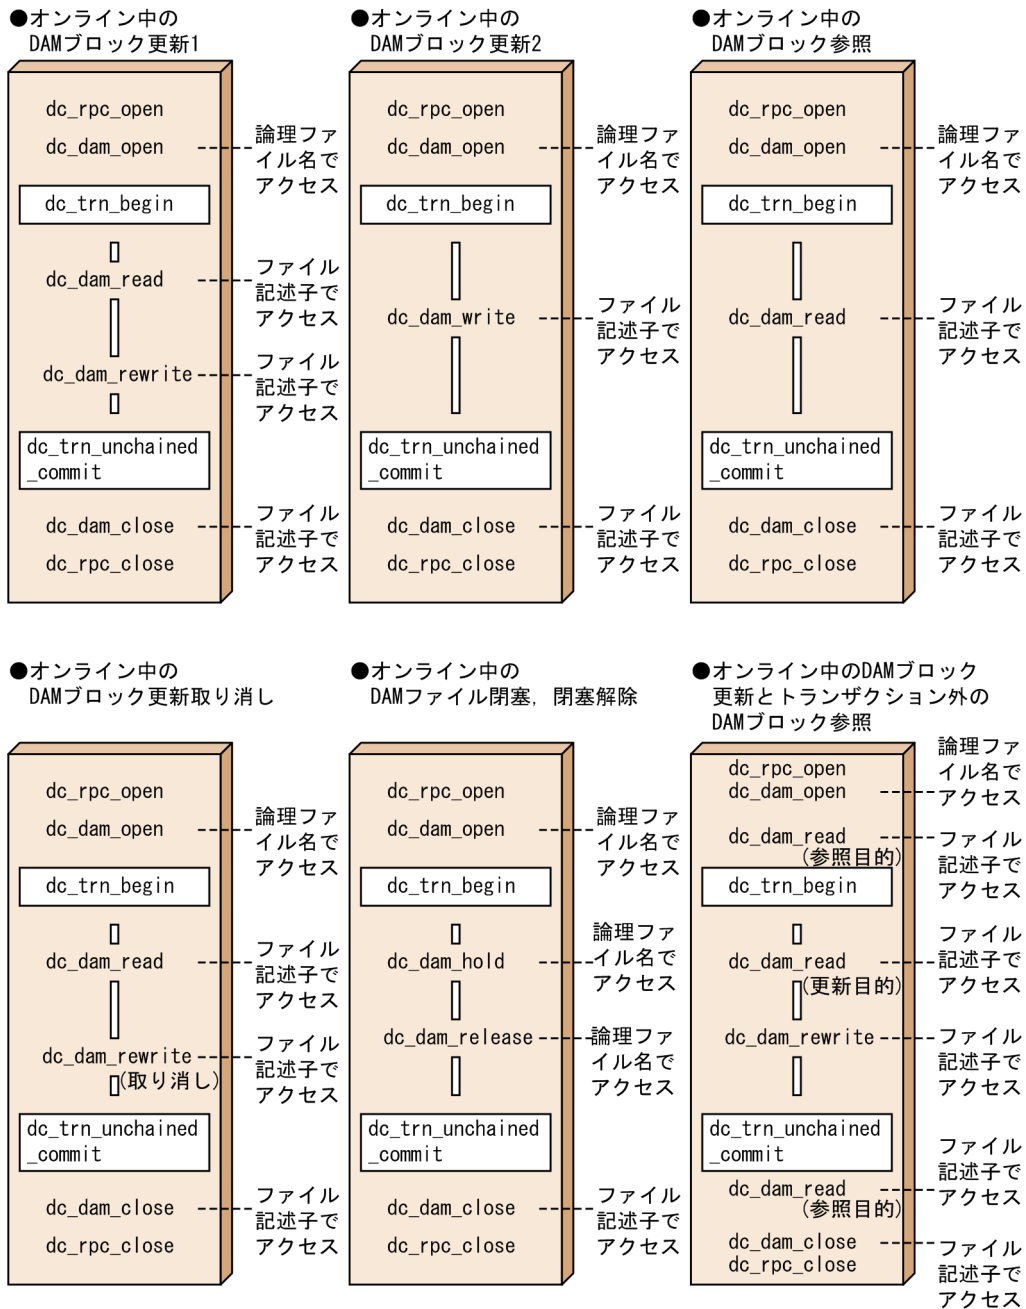 ●オンライン中の
DAMブロック更新1
dc_rpc_open
dc_dam_open
論理ファ
イル名で
アクセス
dc_trn_begin
dc_dam_read
ファイル
記述子で
アクセス
dc_dam_rewrite
ファイル
記述子で
アクセス
dc_trn_unchained
_commit
dc_dam_close
ファイル
記述子で
アクセス
dc_rpc_close
●オンライン中の
DAMブロック更新2
dc_rpc_open
dc_dam_open
論理ファ
イル名で
アクセス
dc_trn_begin
dc_dam_write
ファイル
記述子で
アクセス
dc_trn_unchained
_commit
dc_dam_close
ファイル
記述子で
アクセス
dc_rpc_close
●オンライン中の
DAMブロック参照
dc_rpc_open
dc_dam_open
論理ファ
イル名で
アクセス
dc_trn_begin
dc_dam_read
ファイル
記述子で
アクセス
dc_trn_unchained
_commit
dc_dam_close
ファイル
記述子で
アクセス
dc_rpc_close
●オンライン中の
DAMブロック更新取り消し
dc_rpc_open
dc_dam_open
論理ファ
イル名で
アクセス
dc_trn_begin
dc_dam_read
ファイル
記述子で
アクセス
dc_dam_rewrite
(取り消し)
ファイル
記述子で
アクセス
dc_trn_unchained
_commit
dc_dam_close
ファイル
記述子で
アクセス
dc_rpc_close
●オンライン中の
DAMファイル閉塞，閉塞解除
dc_rpc_open
dc_dam_open
論理ファ
イル名で
アクセス
dc_trn_begin
dc_dam_hold
論理ファ
イル名で
アクセス
dc_dam_release
論理ファ
イル名で
アクセス
dc_trn_unchained
_commit
dc_dam_close
ファイル
記述子で
アクセス
dc_rpc_close
●オンライン中のDAMブロック
更新とトランザクション外の
DAMブロック参照
dc_rpc_open
dc_dam_open
論理ファ
イル名で
アクセス
dc_dam_read
(参照目的)
ファイル
記述子で
アクセス
dc_trn_begin
dc_dam_read
(更新目的)
ファイル
記述子で
アクセス
dc_dam_rewrite
ファイル
記述子で
アクセス
dc_trn_unchained
_commit
dc_dam_read
(参照目的)
ファイル
記述子で
アクセス
dc_dam_close
dc_rpc_close
ファイル
記述子で
アクセス